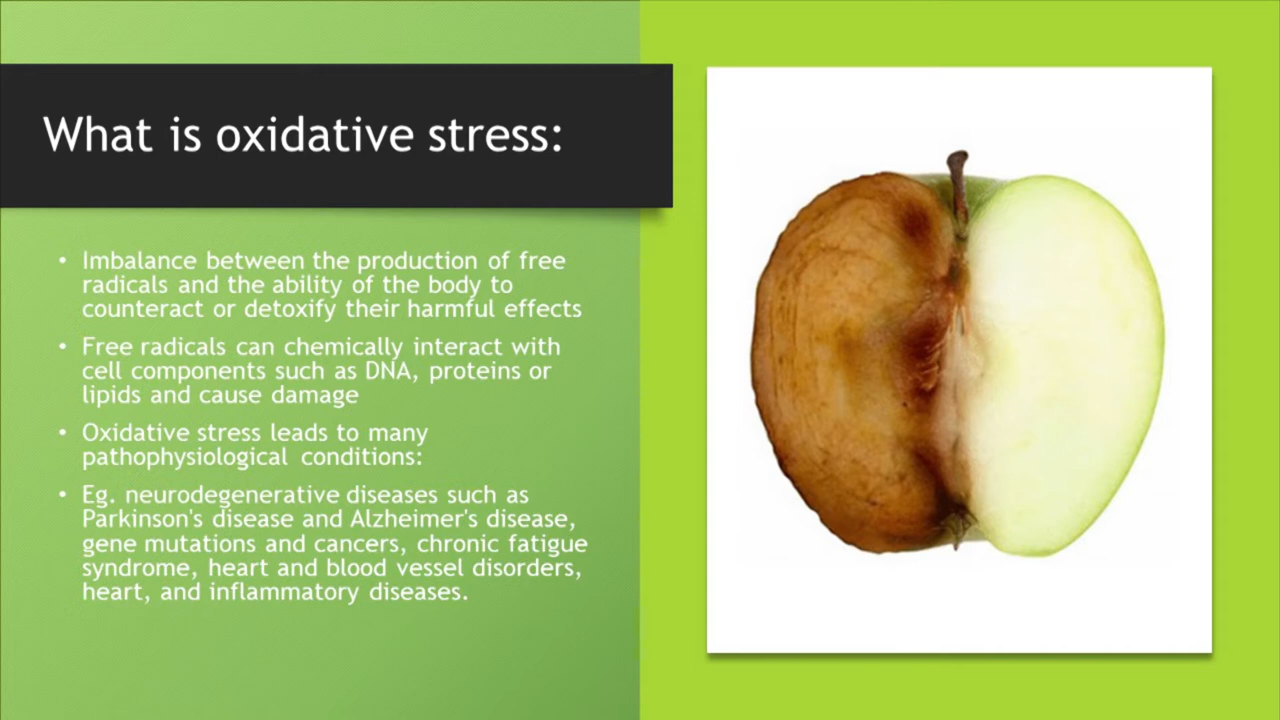 What is oxidative stress:
• Imbalance between the production of free
radicals and the ability of the body to
counteract or detoxify their harmful effects
• Free radicals can chemically interact with
cell components such as DNA, proteins or
lipids and cause damage
• Oxidative stress leads to many
pathophysiological conditions:
• Eg. neurodegenerative diseases such as
Parkinson's disease and Alzheimer's disease,
gene mutations and cancers, chronic fatigue
syndrome, heart and blood vessel disorders,
heart, and inflammatory diseases.